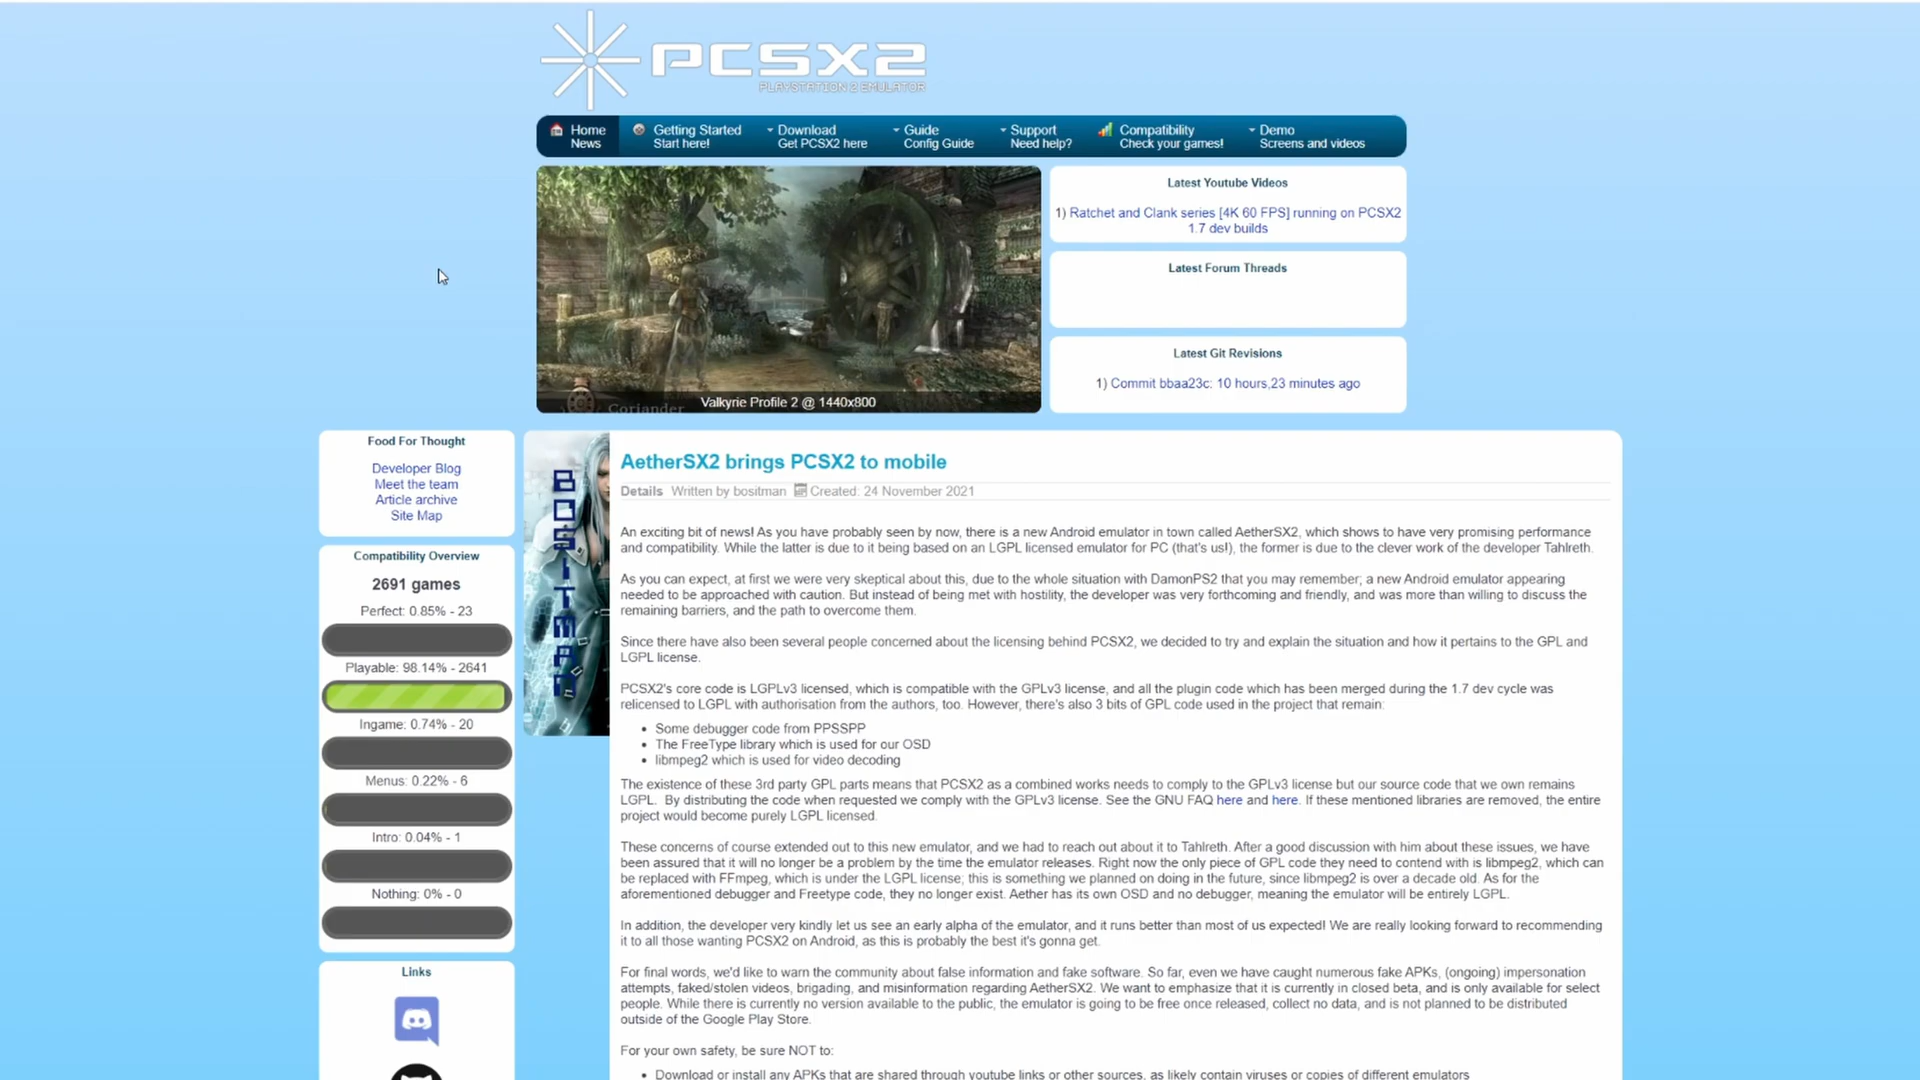 PCSX2
PLAYSTATION 2 EMULATOR
Home
News
Getting Started
Start here!
Download
Get PCSX2 here
Guide
Config Guide
Support
Need help?
Compatibility
Check your games!
Demo
Screens and videos
Coriander
Valkyrie Profile 2 @ 1440x800
Latest Youtube Videos
1) Ratchet and Clank series [4K 60 FPS] running on PCSX2
1.7 dev builds
Latest Forum Threads
Latest Git Revisions
1) Commit bbaa23c: 10 hours,23 minutes ago
Food For Thought
Developer Blog
Meet the team
Article archive
Site Map
Compatibility Overview
2691 games
Perfect: 0.85% - 23
Playable: 98.14% - 2641
Ingame: 0.74% - 20
Menus: 0.22% - 6
Intro: 0.04% - 1
Nothing: 0% - 0
Links
BOSITMAN
AetherSX2 brings PCSX2 to mobile
Details Written by bositman Created: 24 November 2021
An exciting bit of news! As you have probably seen by now, there is a new Android emulator in town called AetherSX2, which shows to have very promising performance
and compatibility. While the latter is due to it being based on an LGPL licensed emulator for PC (that's us!), the former is due to the clever work of the developer Tahlreth.
As you can expect, at first we were very skeptical about this, due to the whole situation with DamonPS2 that you may remember; a new Android emulator appearing
needed to be approached with caution. But instead of being met with hostility, the developer was very forthcoming and friendly, and was more than willing to discuss the
remaining barriers, and the path to overcome them.
Since there have also been several people concerned about the licensing behind PCSX2, we decided to try and explain the situation and how it pertains to the GPL and
LGPL license.
PCSX2's core code is LGPLv3 licensed, which is compatible with the GPLv3 license, and all the plugin code which has been merged during the 1.7 dev cycle was
relicensed to LGPL with authorisation from the authors, too. However, there's also 3 bits of GPL code used in the project that remain:
• Some debugger code from PPSSPP
• The FreeType library which is used for our OSD
• libmpeg2 which is used for video decoding
The existence of these 3rd party GPL parts means that PCSX2 as a combined works needs to comply to the GPLv3 license but our source code that we own remains
LGPL. By distributing the code when requested we comply with the GPLv3 license. See the GNU FAQ here and here. If these mentioned libraries are removed, the entire
project would become purely LGPL licensed.
These concerns of course extended out to this new emulator, and we had to reach out about it to Tahlreth. After a good discussion with him about these issues, we have
been assured that it will no longer be a problem by the time the emulator releases. Right now the only piece of GPL code they need to contend with is libmpeg2, which can
be replaced with FFmpeg, which is under the LGPL license; this is something we planned on doing in the future, since libmpeg2 is over a decade old. As for the
aforementioned debugger and Freetype code, they no longer exist. Aether has its own OSD and no debugger, meaning the emulator will be entirely LGPL.
In addition, the developer very kindly let us see an early alpha of the emulator, and it runs better than most of us expected! We are really looking forward to recommending
it to all those wanting PCSX2 on Android, as this is probably the best it's gonna get.
For final words, we'd like to warn the community about false information and fake software. So far, even we have caught numerous fake APKs, (ongoing) impersonation
attempts, faked/stolen videos, brigading, and misinformation regarding AetherSX2. We want to emphasize that it is currently in closed beta, and is only available for select
people. While there is currently no version available to the public, the emulator is going to be free once released, collect no data, and is not planned to be distributed
outside of the Google Play Store.
For your own safety, be sure NOT to:
• Download or install any APKs that are shared through youtube links or other sources, as likely contain viruses or copies of different emulators